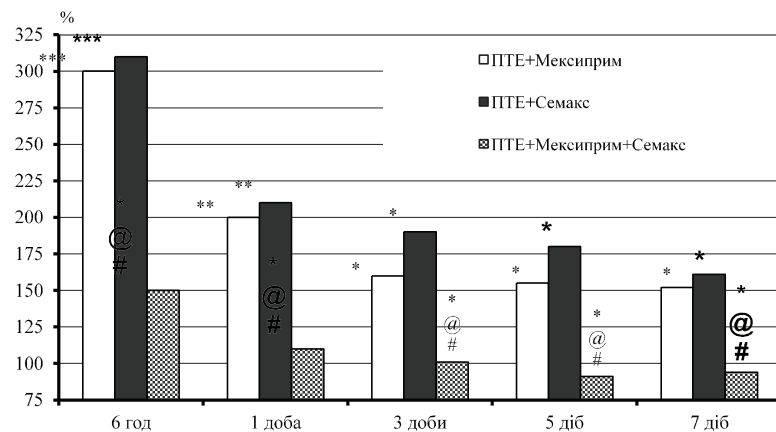 %
325
300
275
250
225
200
175
150
125
100
75
*** ***
** **
* * * * * *
* @ #
* @ #
* @ #
* @ #
* @ #
ПТЕ+Мексиприм
ПТЕ+Семакс
ПТЕ+Мексиприм+Семакс
6 год 1 доба 3 доби 5 діб 7 діб